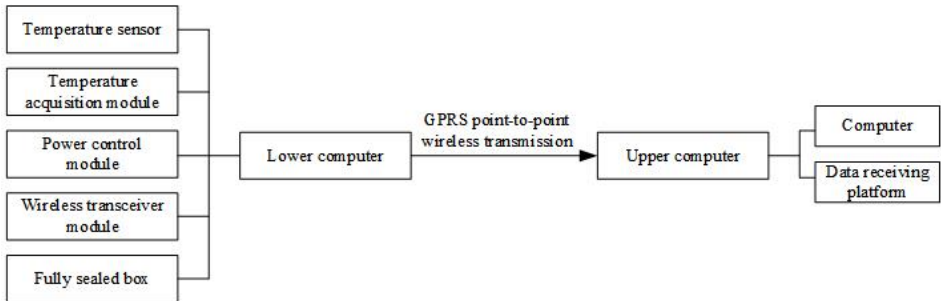 Temperature sensor
Temperature
acquisition module
Power control
module
Wireless transceiver
module
Fully sealed box
Lower computer
GPRS point-to-point
wireless transmission
Upper computer
Computer
Data receiving
platform